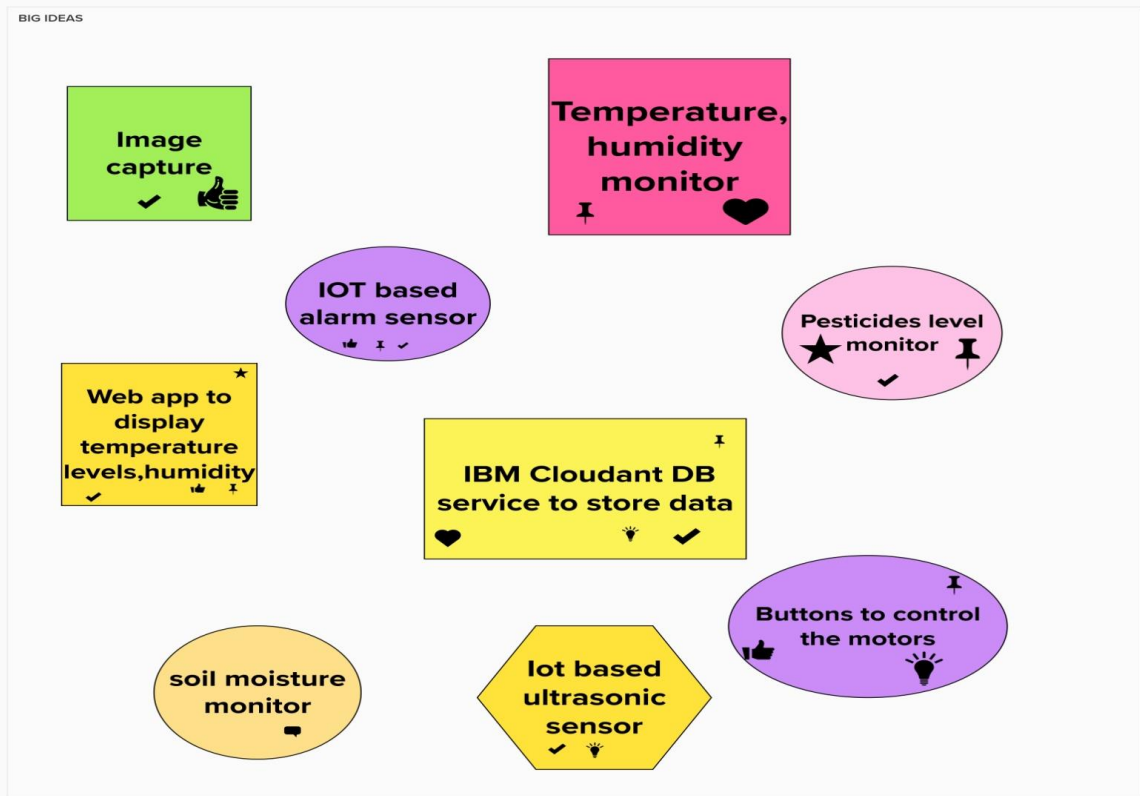 BIG IDEAS
Image
capture
Temperature,
humidity
monitor
IOT based
alarm sensor
Pesticides level
monitor
Web app to
display
temperature
levels,humidity
IBM Cloudant DB
service to store data
Buttons to control
the motors
soil moisture
monitor
Iot based
ultrasonic
sensor